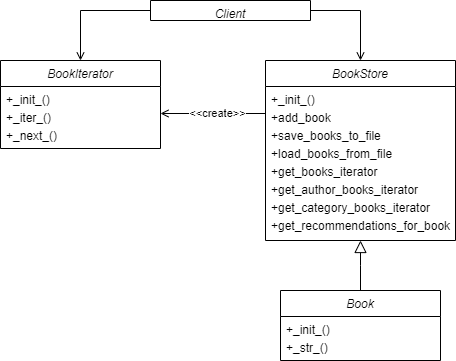 Client
BookIterator
+_init_()
+_iter_()
+_next_()
<<create>>
BookStore
+_init_()
+add_book
+save_books_to_file
+load_books_from_file
+get_books_iterator
+get_author_books_iterator
+get_category_books_iterator
+get_recommendations_for_book
Book
+_init_()
+_str_()